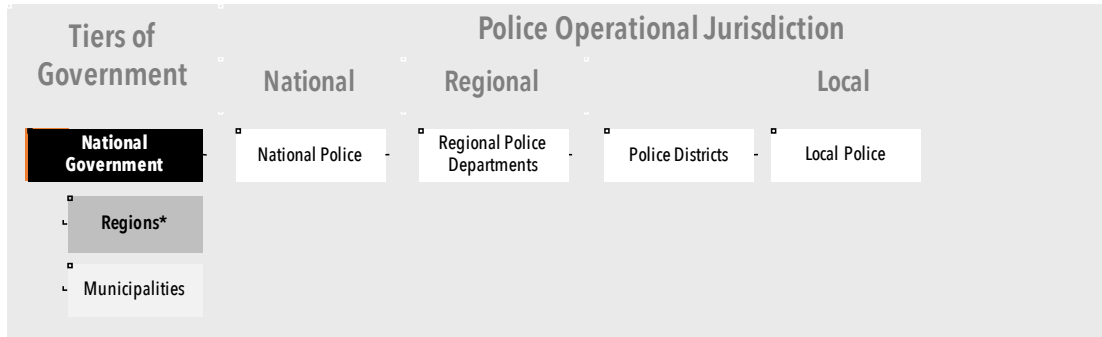 Tiers of
Government
Police Operational Jurisdiction
National
Regional
Local
National
Government
National Police
Regional Police
Departments
Police Districts
Local Police
Regions*
Municipalities